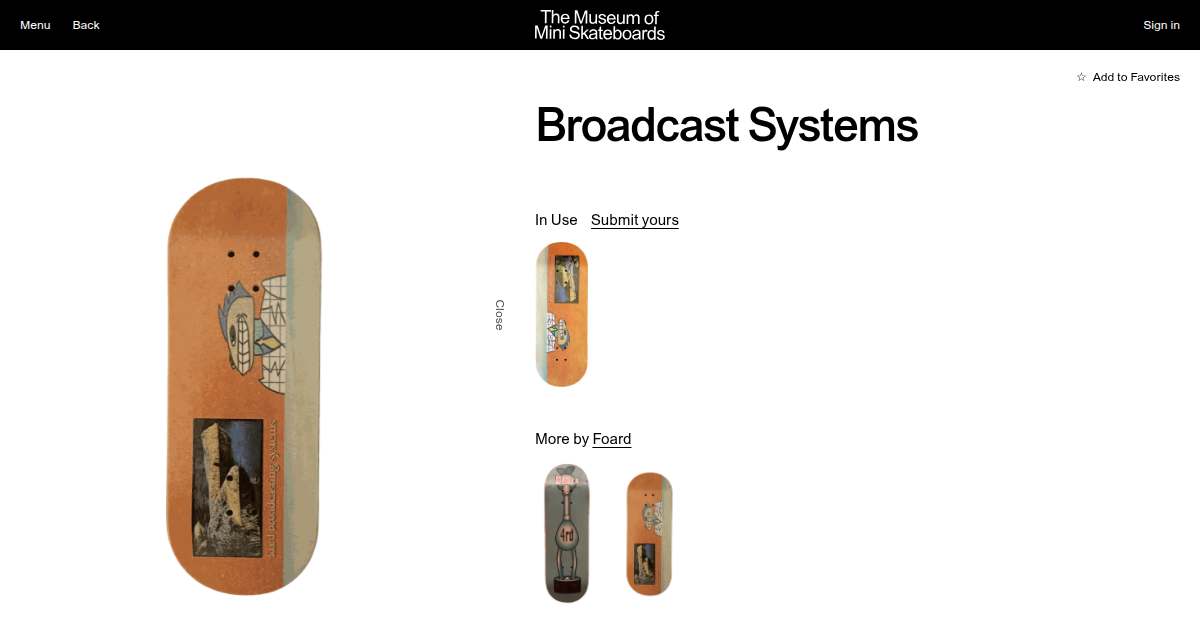 Menu
Back
The Museum of
Mini Skateboards
Sign in
☆ Add to Favorites
Broadcast Systems
In Use
Submit yours
Close
More by Foard
4rd